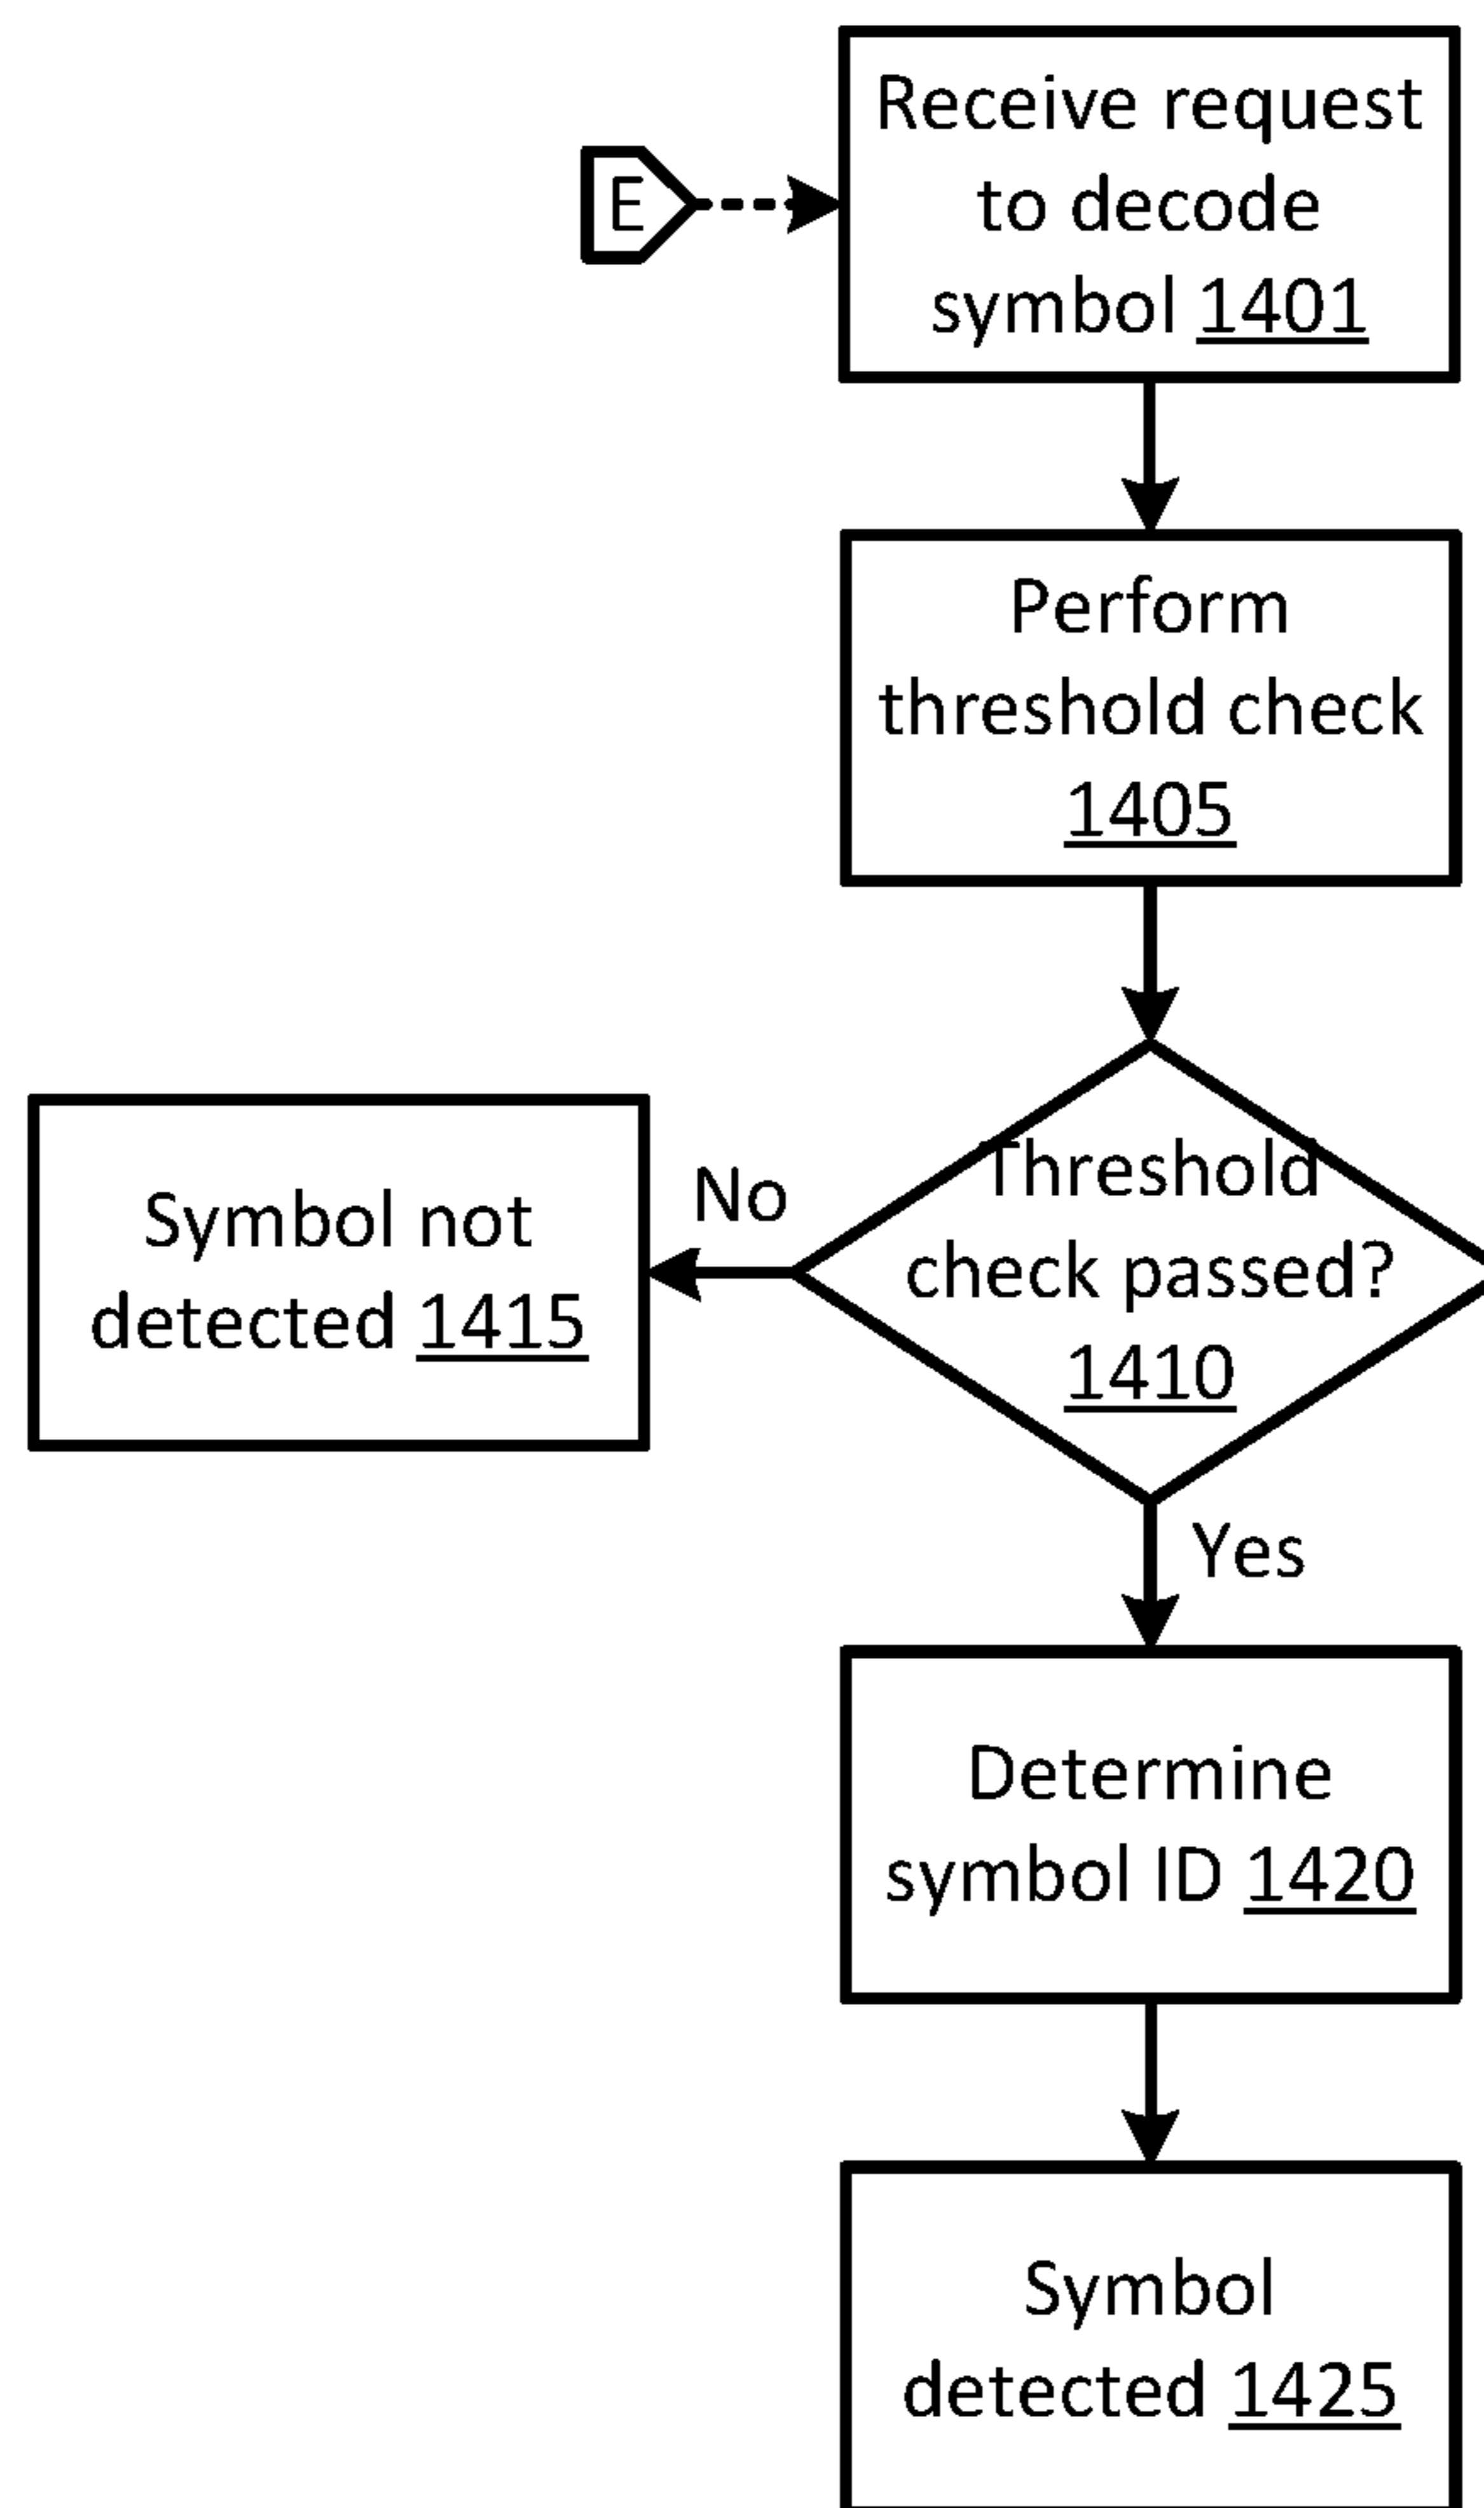 Receive request
E
to decode
symbol 1401
Perform
threshold check
1405
Threshold
check passed?
1410
No
Symbol not
detected 1415
Yes
Determine
symbol ID 1420
Symbol
detected 1425